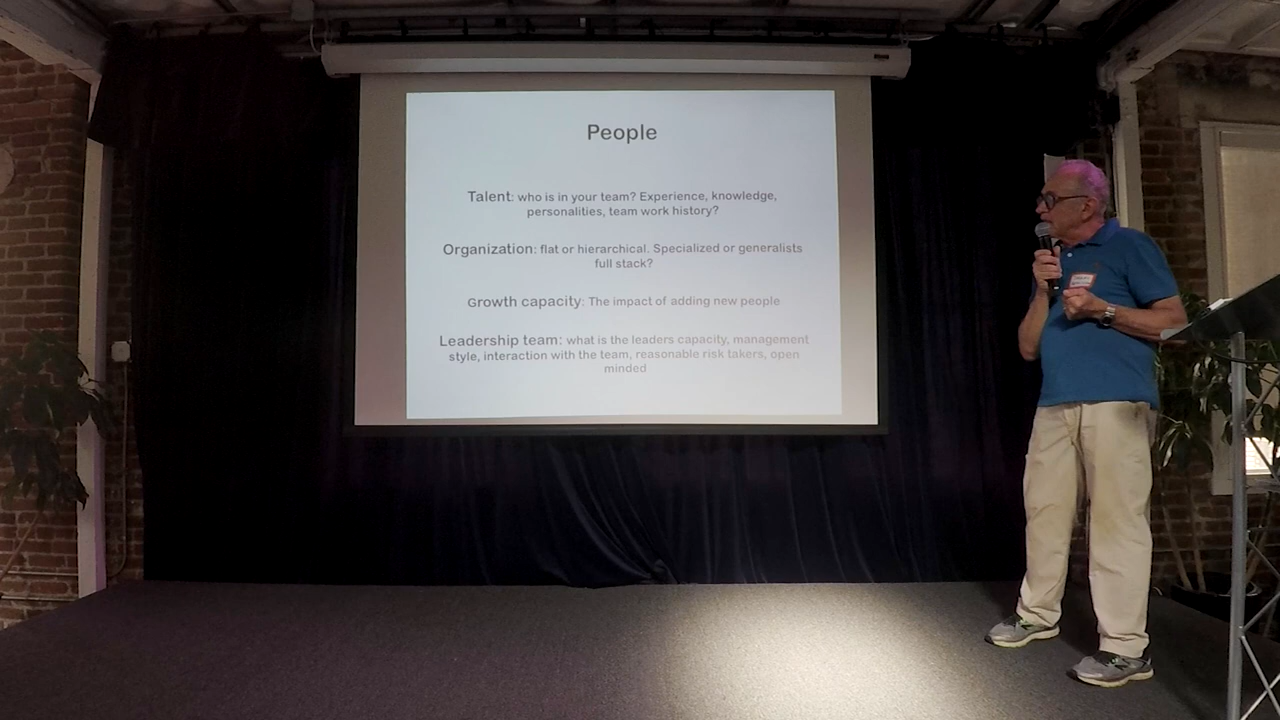 People
Talent: who is in your team? Experience, knowledge,
personalities, team work history?
Organization: flat or hierarchical. Specialized or generalists
full stack?
Growth capacity: The impact of adding new people
Leadership team: what is the leaders capacity, management
style, interaction with the team, reasonable risk takers, open
minded